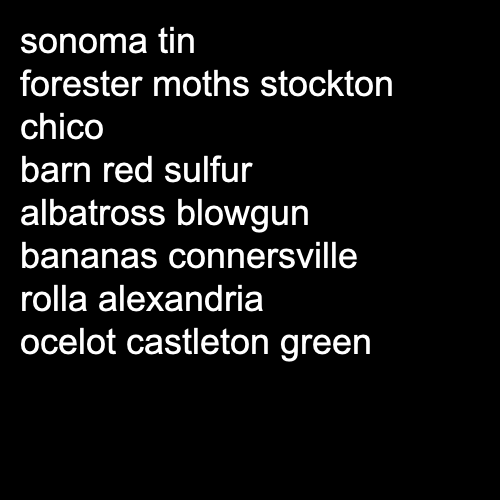 sonoma tin
forester moths stockton
chico
barn red sulfur
albatross blowgun
bananas connersville
rolla alexandria
ocelot castleton green